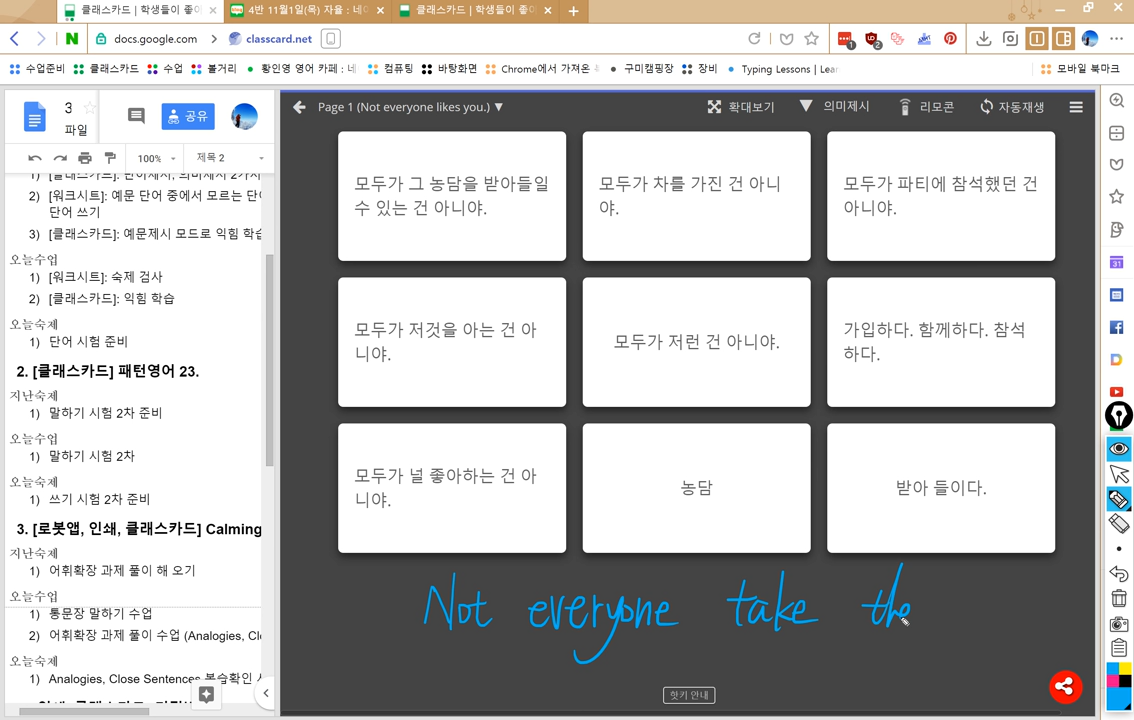 클래스카드 | 학생들이 좋아
4반 11월1일(목) 자율 : 네이
클래스카드 | 학생들이 좋아
docs.google.com > classcard.net
수업준비 클래스카드 수업 볼거리 황인영 영어 카페 : 네 컴퓨팅 바탕화면 Chrome에서 가져온 구미캠핑장 장비 Typing Lessons | Lear 모바일 북마크
3
파일
공유
100% 제목 2
2) [워크시트]: 예문 단어 중에서 모르는 단어
단어 쓰기
3) [클래스카드]: 예문제시 모드로 익힘 학습
오늘수업
1) [워크시트]: 숙제 검사
2) [클래스카드]: 익힘 학습
오늘숙제
1) 단어 시험 준비
2. [클래스카드] 패턴영어 23.
지난숙제
1) 말하기 시험 2차 준비
오늘수업
1) 말하기 시험 2차
오늘숙제
1) 쓰기 시험 2차 준비
3. [로봇앱, 인쇄, 클래스카드] Calming
지난숙제
1) 어휘확장 과제 풀이 해 오기
오늘수업
1) 통문장 말하기 수업
2) 어휘확장 과제 풀이 수업 (Analogies, Clo
오늘숙제
1) Analogies, Close Sentences 복습확인
Page 1 (Not everyone likes you.) ▼ 확대보기 의미제시 리모콘 자동재생
모두가 그 농담을 받아들일
수 있는 건 아니야.
모두가 차를 가진 건 아니
야.
모두가 파티에 참석했던 건
아니야.
모두가 저것을 아는 건 아
니야.
모두가 저런 건 아니야.
가입하다. 함께하다. 참석
하다.
모두가 널 좋아하는 건 아
니야.
농담
받아 들이다.
Not everyone take the
핫키 안내